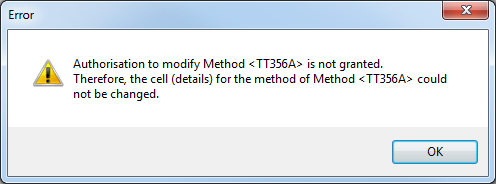 Error
Authorisation to modify Method <TT356A> is not granted.
Therefore, the cell (details) for the method of Method <TT356A> could
not be changed.
OK